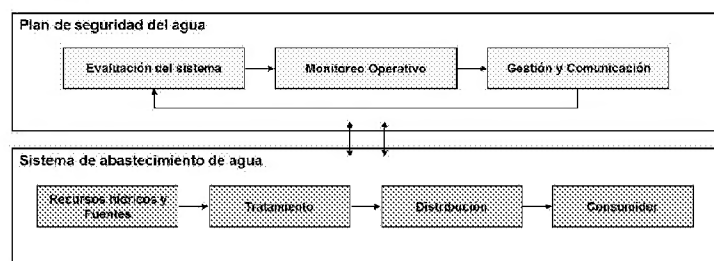 Plan de seguridad del agua
Evaluación del sistema
Monitoreo Operativo
Gestión y Comunicación
Sistema de abastecimiento de agua
Recursos hídricos y
Fuentes
Tratamiento
Distribución
Consumidor